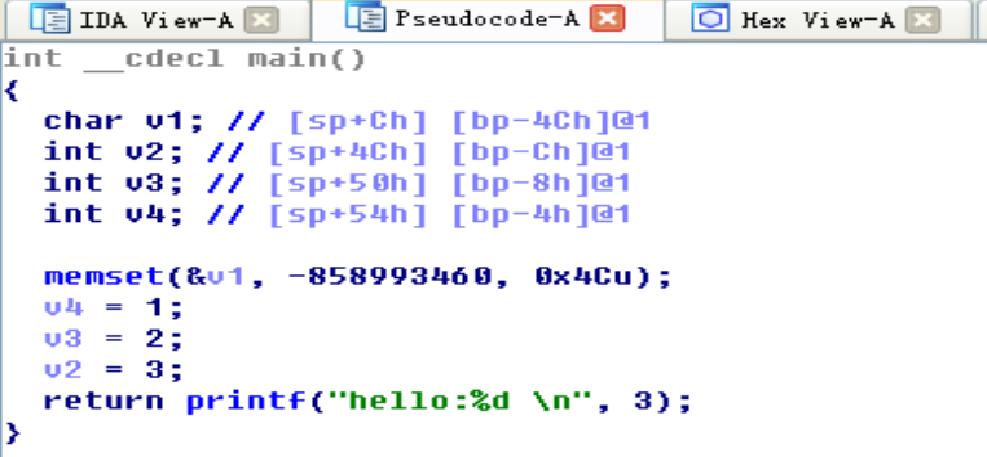 IDA View-A Pseudocode-A Hex View-A
int __cdecl main()
{
  char v1; // [sp+Ch] [bp-4Ch]@1
  int v2; // [sp+4Ch] [bp-Ch]@1
  int v3; // [sp+50h] [bp-8h]@1
  int v4; // [sp+54h] [bp-4h]@1

  memset(&v1, -858993460, 0x4Cu);
  v4 = 1;
  v3 = 2;
  v2 = 3;
  return printf("hello:%d \n", 3);
}